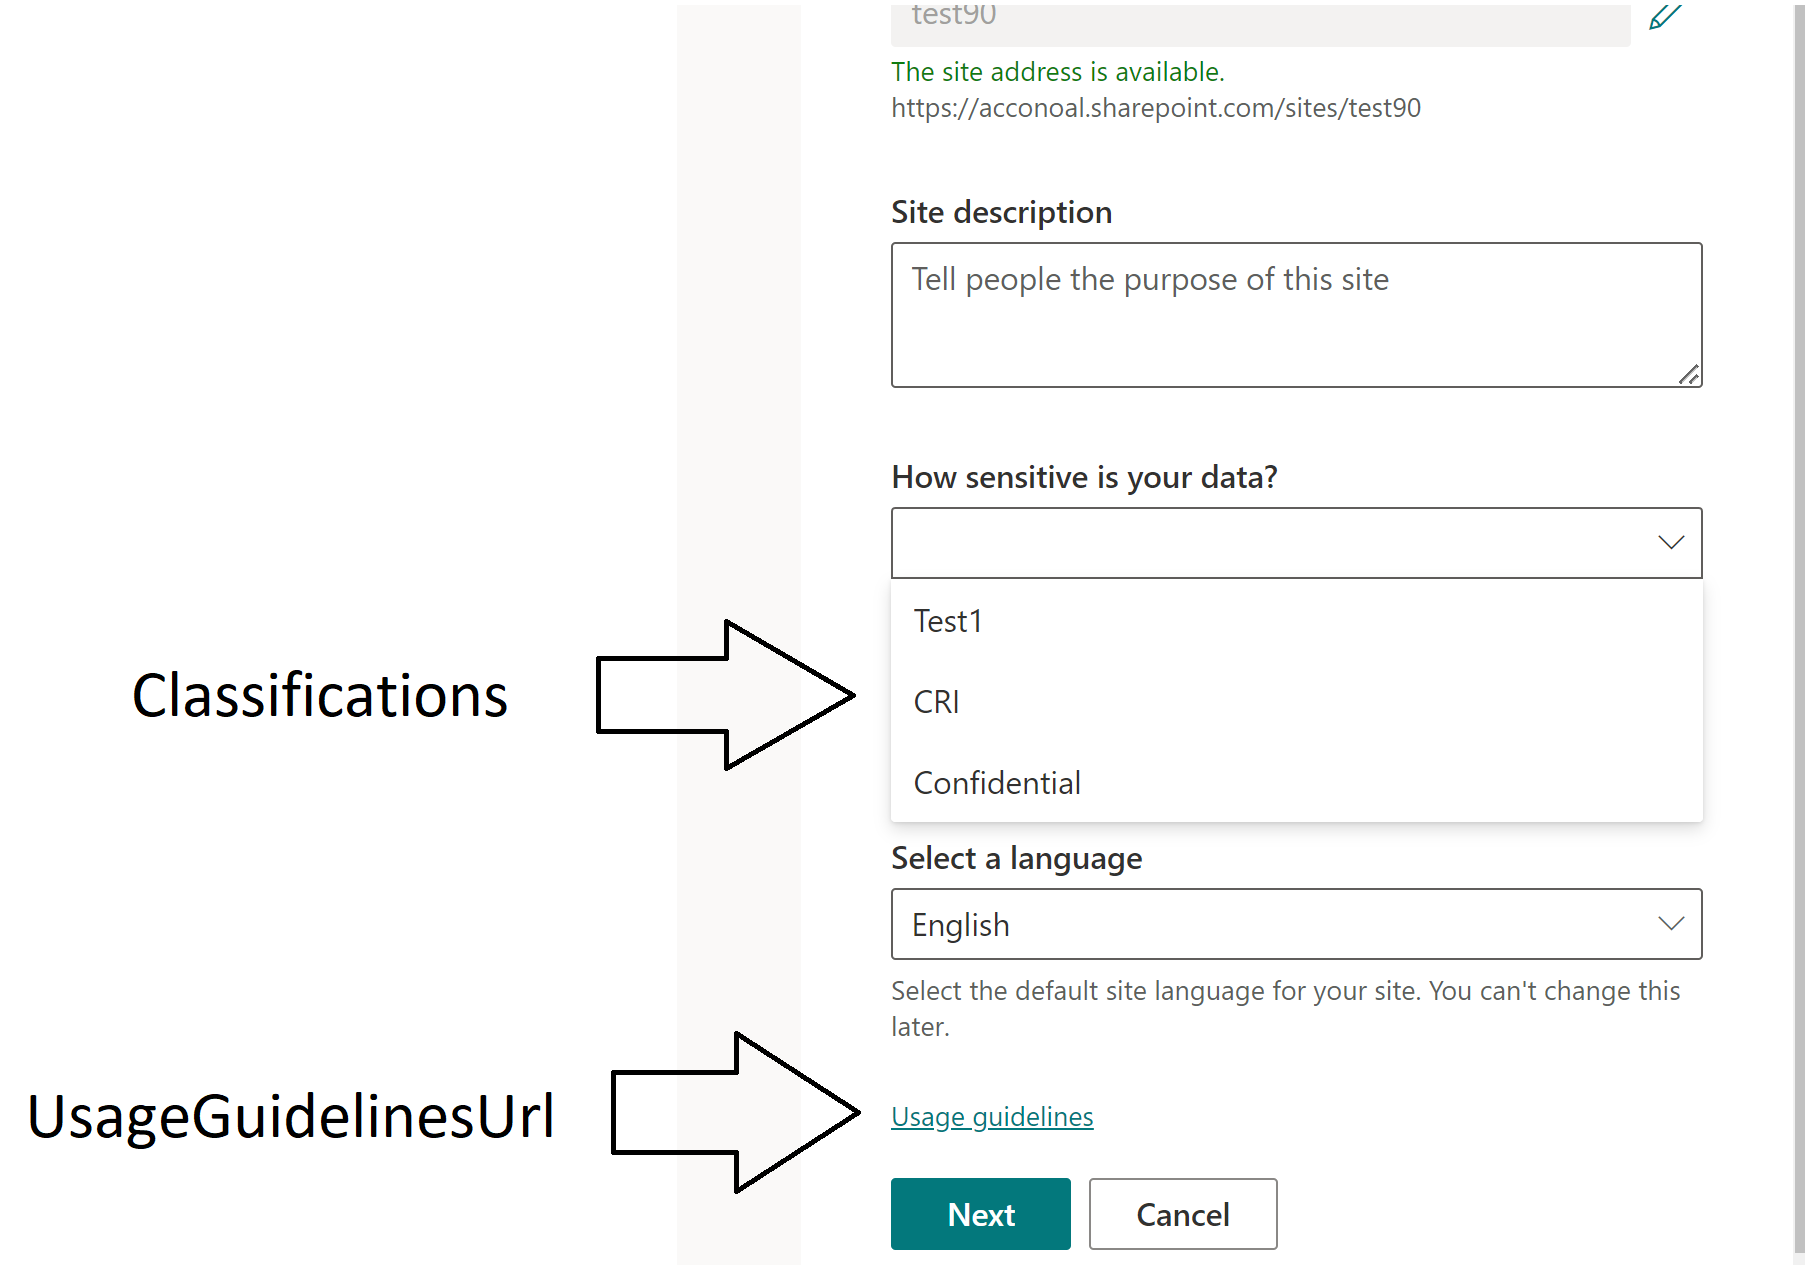 test90
The site address is available.
https://acconoal.sharepoint.com/sites/test90
Site description
Tell people the purpose of this site
How sensitive is your data?
Test1
Classifications
CRI
Confidential
Select a language
English
Select the default site language for your site. You can't change this
later.
UsageGuidelinesUrl
Usage guidelines
Next
Cancel